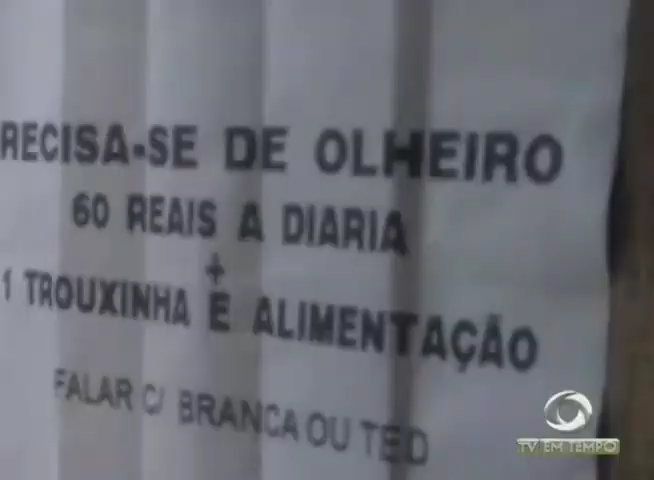 RECISA-SE DE OLHEIRO
60 REAIS A DIARIA
+
1 TROUXINHA E ALIMENTAÇÃO
FALAR C/ BRANCA OU TED
TV EM TEMPO